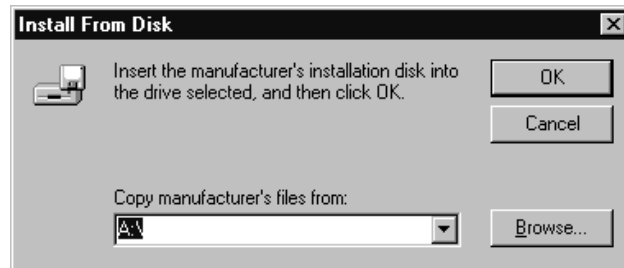 Install From Disk
Insert the manufacturer's installation disk into
the drive selected, and then click OK.
OK
Cancel
Copy manufacturer's files from:
A:\
Browse...